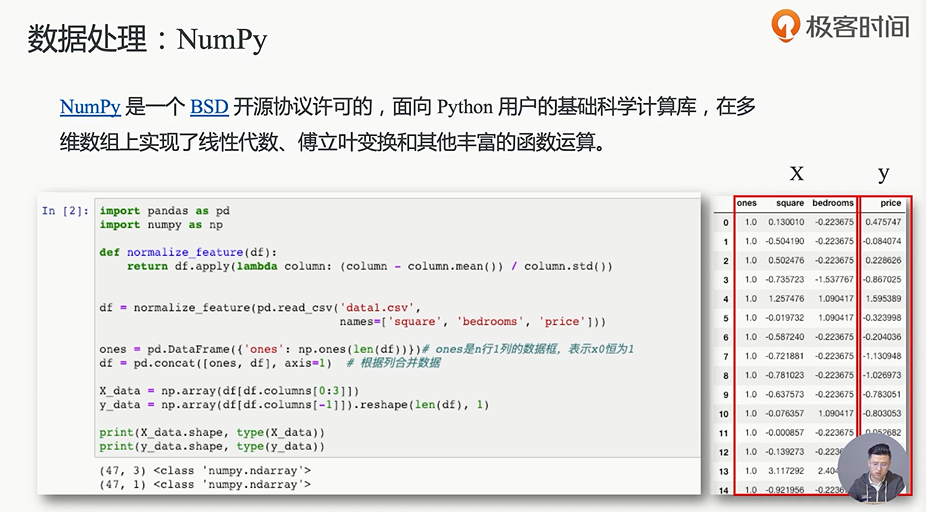 数据处理：NumPy
极客时间
NumPy 是一个 BSD 开源协议许可的，面向 Python 用户的基础科学计算库，在多
维数组上实现了线性代数、傅立叶变换和其他丰富的函数运算。
In [2]:
import pandas as pd
import numpy as np
def normalize_feature(df):
    return df.apply(lambda column: (column - column.mean()) / column.std())
df = normalize_feature(pd.read_csv('data1.csv',
                                   names=['square', 'bedrooms', 'price']))
ones = pd.DataFrame({'ones': np.ones(len(df))})# ones是n行1列的数据框，表示x0恒为1
df = pd.concat([ones, df], axis=1)  # 根据列合并数据
X_data = np.array(df[df.columns[0:3]])
y_data = np.array(df[df.columns[-1]]).reshape(len(df), 1)
print(X_data.shape, type(X_data))
print(y_data.shape, type(y_data))
(47, 3) <class 'numpy.ndarray'>
(47, 1) <class 'numpy.ndarray'>
X y
ones square bedrooms price
0 1.0 0.130010 -0.223675 0.475747
1 1.0 -0.504190 -0.223675 -0.084074
2 1.0 0.502476 -0.223675 0.228626
3 1.0 -0.735723 -1.537767 -0.867025
4 1.0 1.257476 1.090417 1.595389
5 1.0 -0.019732 1.090417 -0.323998
6 1.0 -0.587240 -0.223675 -0.204036
7 1.0 -0.721881 -0.223675 -1.130948
8 1.0 -0.781023 -0.223675 -1.026973
9 1.0 -0.637573 -0.223675 -0.783051
10 1.0 -0.076357 1.090417 -0.803053
11 1.0 -0.000857 -0.223675
12 1.0 -0.139273
13 1.0 3.117292
14 1.0 -0.921956